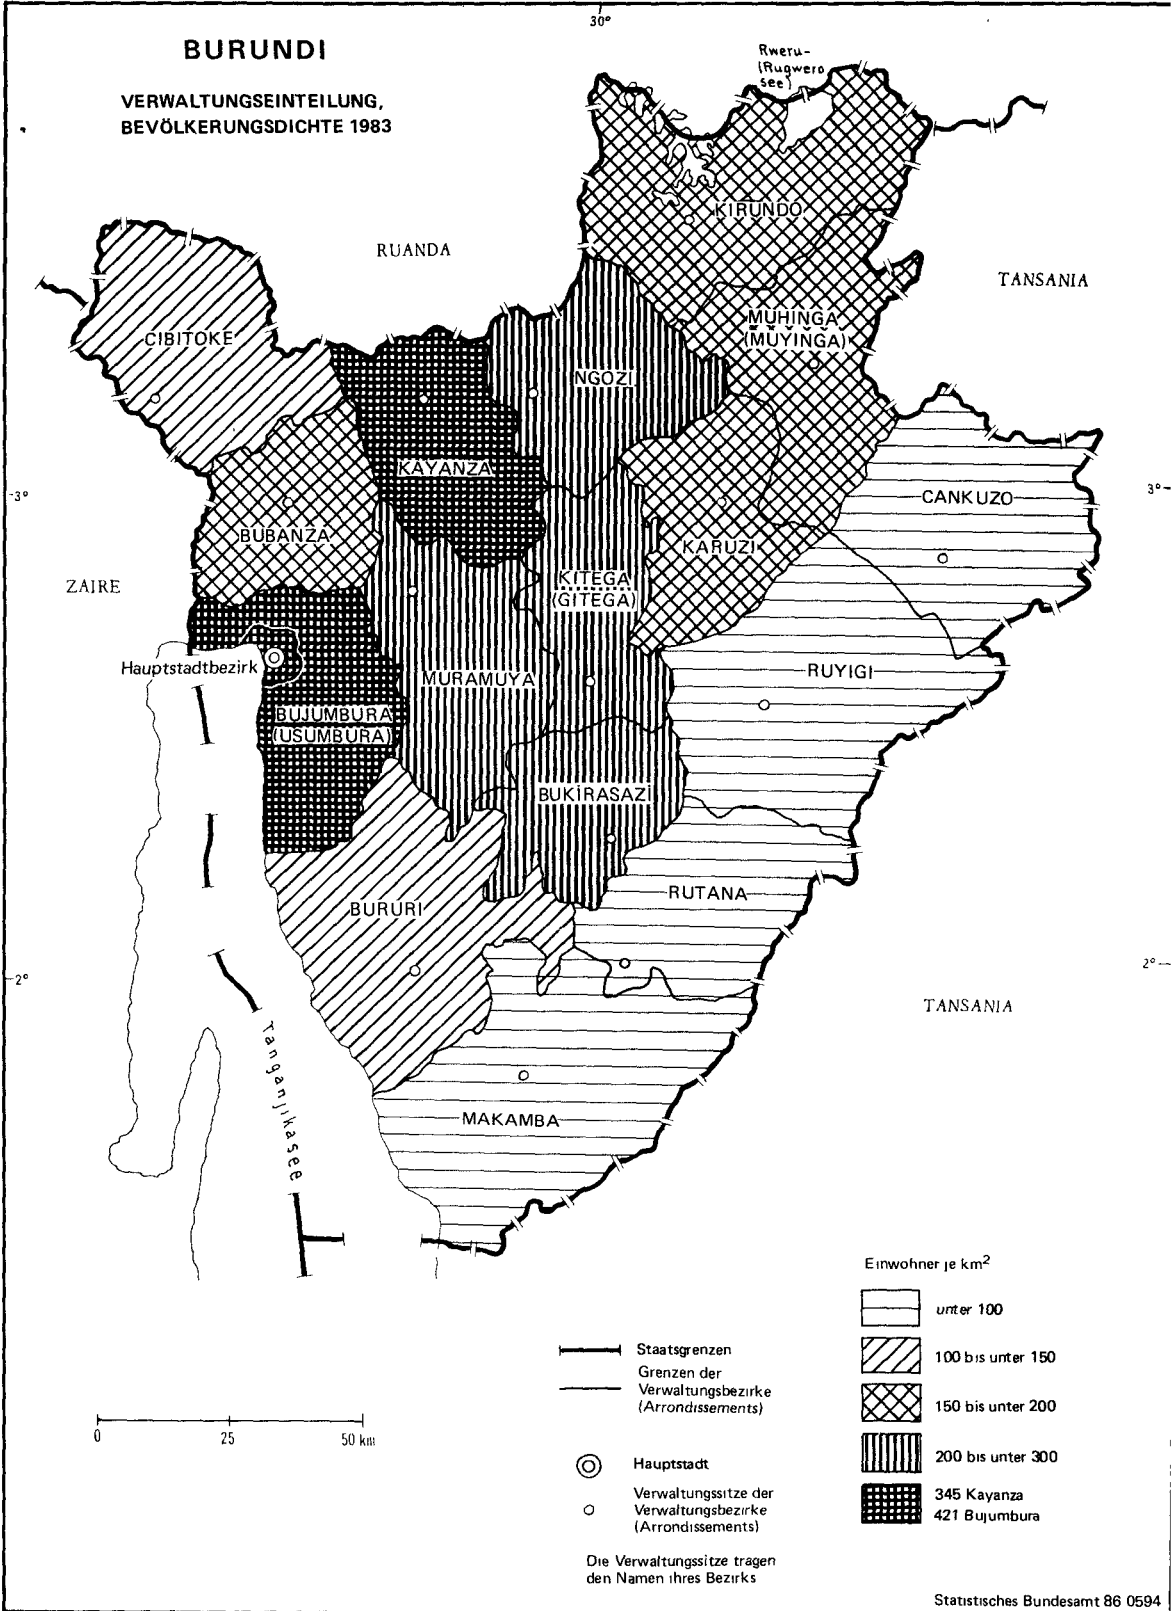 30°
BURUNDI
VERWALTUNGSEINTEILUNG,
BEVÖLKERUNGSDICHTE 1983
Rweru-
(Rugwero
see)
KIRUNDO
RUANDA
TANSANIA
MUHINGA
(MUYINGA)
CIBITOKE
NGOZI
KAYANZA
3°
3°
CANKUZO
BUBANZA
KARUZI
ZAIRE
KITEGA
(GITEGA)
Hauptstadtbezirk
MURAMUYA
RUYIGI
BUJUMBURA
(USUMBURA)
BUKIRASAZI
RUTANA
BURURI
2°
2°
TANSANIA
Tanganjikasee
MAKAMBA
Einwohner je km²
unter 100
100 bis unter 150
150 bis unter 200
200 bis unter 300
345 Kayanza
421 Bujumbura
Staatsgrenzen
Grenzen der
Verwaltungsbezirke
(Arrondissements)
0 25 50 km
Hauptstadt
Verwaltungssitze der
Verwaltungsbezirke
(Arrondissements)
Die Verwaltungssitze tragen
den Namen ihres Bezirks
Statistisches Bundesamt 86 0594